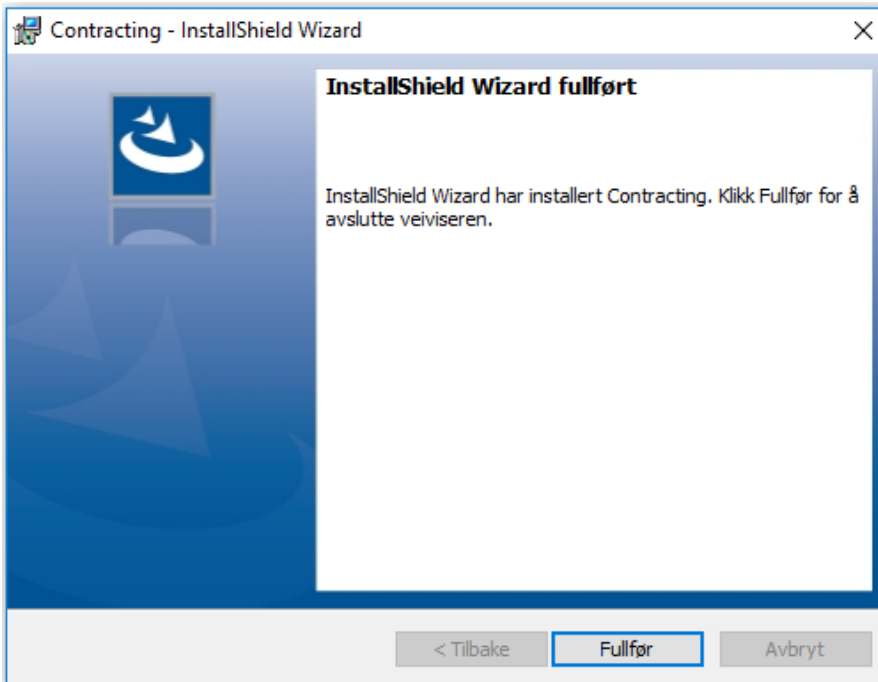 Contracting - InstallShield Wizard
InstallShield Wizard fullført
InstallShield Wizard har installert Contracting. Klikk Fullfør for å
avslutte veiviseren.
< Tilbake
Fullfør
Avbryt